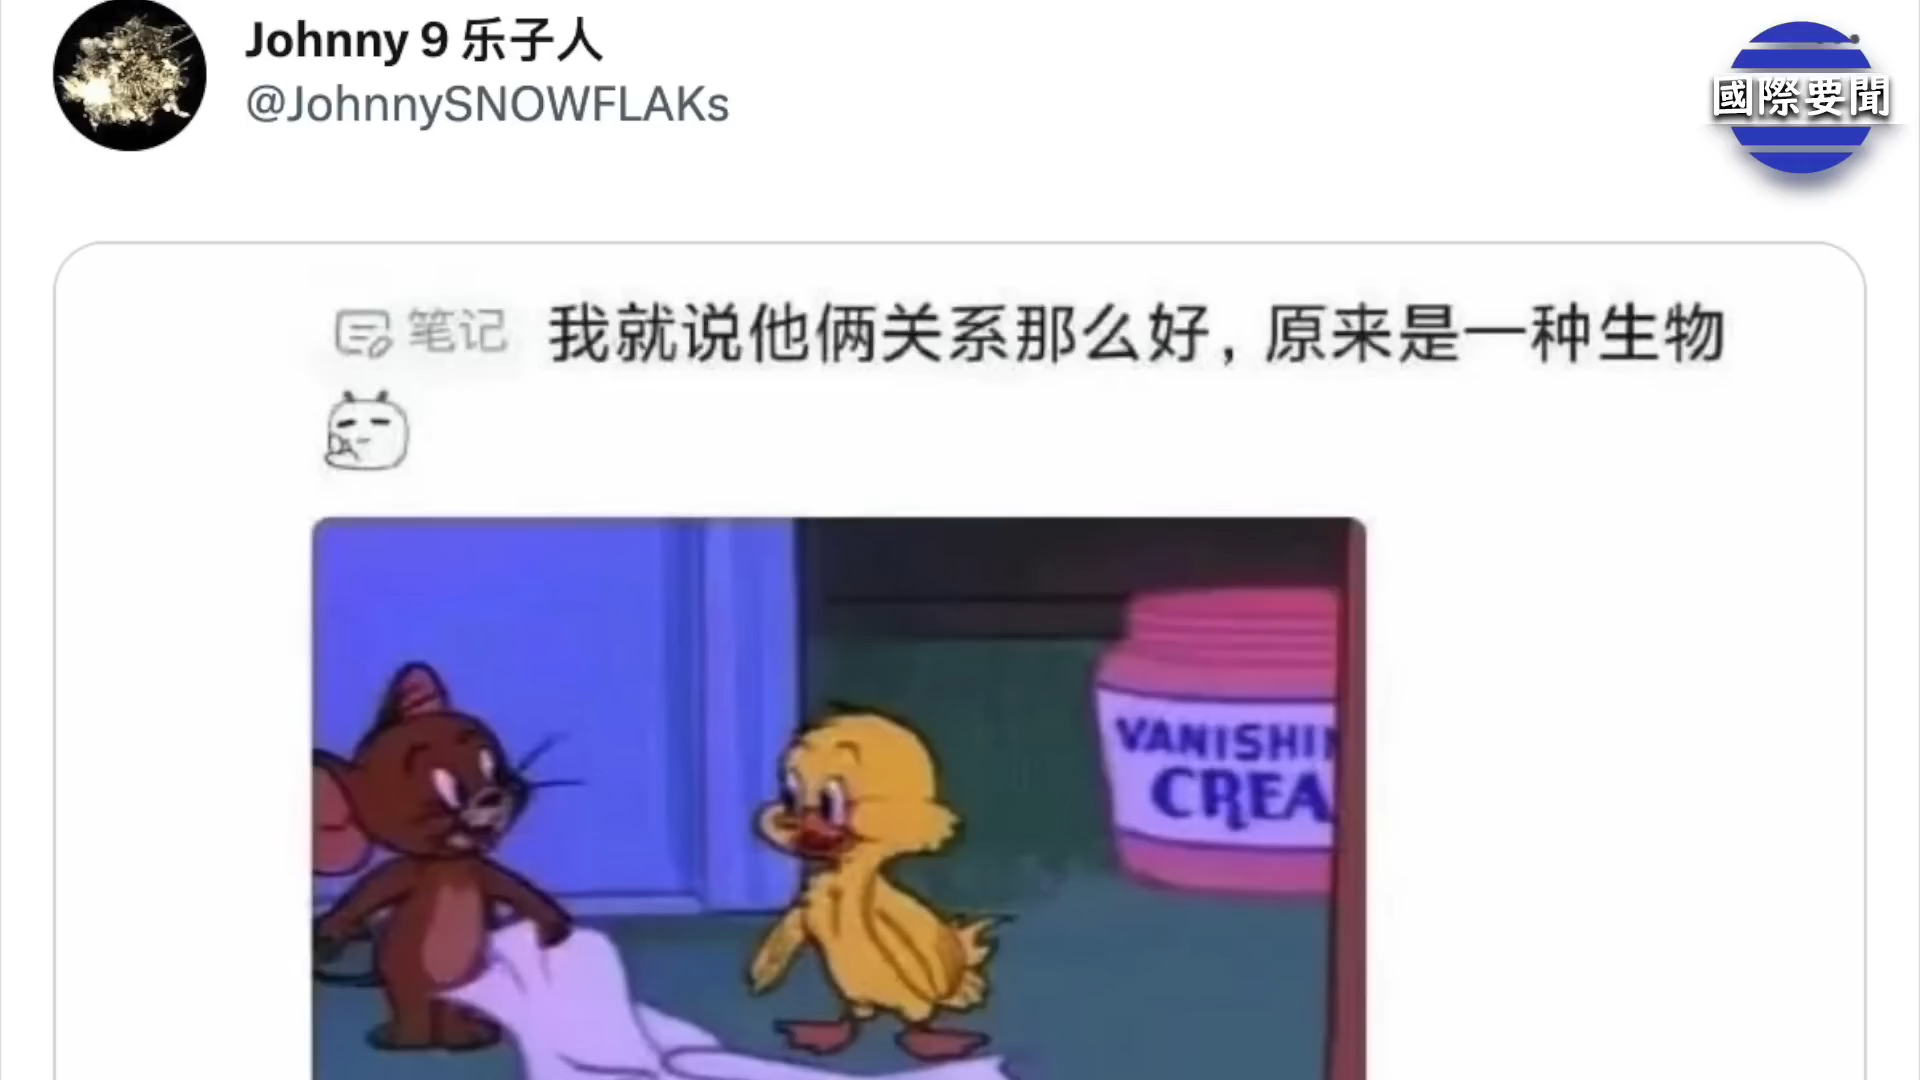 Johnny 9 乐子人
@JohnnySNOWFLAKs
國際要聞
笔记 我就说他俩关系那么好，原来是一种生物
VANISHI
CREA